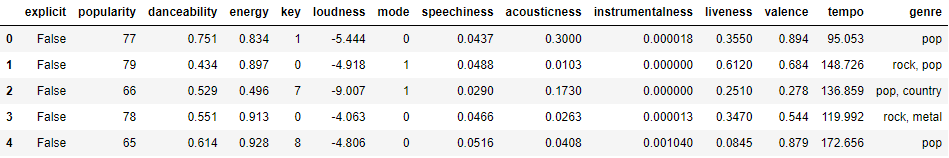 explicit popularity danceability energy key loudness mode speechiness acousticness instrumentalness liveness valence tempo genre
0 False 77 0.751 0.834 1 -5.444 0 0.0437 0.3000 0.000018 0.3550 0.894 95.053 pop
1 False 79 0.434 0.897 0 -4.918 1 0.0488 0.0103 0.000000 0.6120 0.684 148.726 rock, pop
2 False 66 0.529 0.496 7 -9.007 1 0.0290 0.1730 0.000000 0.2510 0.278 136.859 pop, country
3 False 78 0.551 0.913 0 -4.063 0 0.0466 0.0263 0.000013 0.3470 0.544 119.992 rock, metal
4 False 65 0.614 0.928 8 -4.806 0 0.0516 0.0408 0.001040 0.0845 0.879 172.656 pop